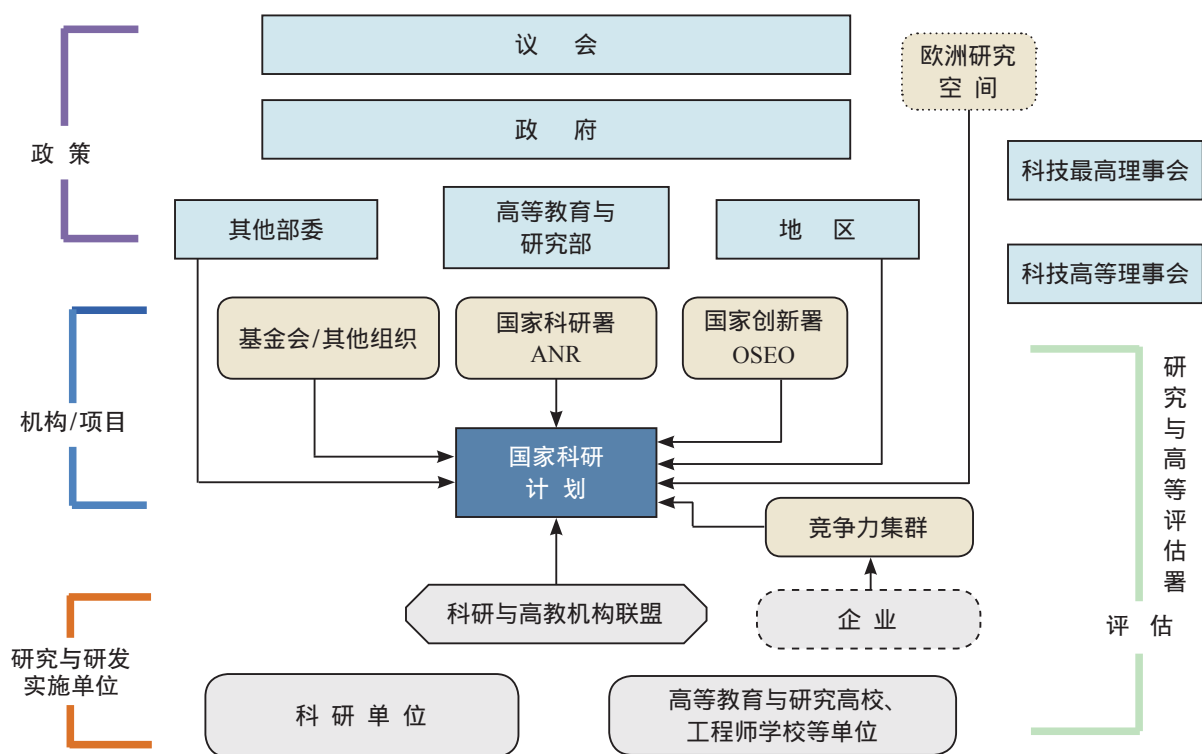 议 会
欧洲研究
空 间
政 府
政 策
科技最高理事会
其他部委
高等教育与
研究部
地 区
科技高等理事会
基金会/其他组织
国家科研署
ANR
国家创新署
OSEO
机构/项目
国家科研
计 划
竞争力集群
研究与高等评估署
科研与高教机构联盟
企 业
评 估
研究与研发
实施单位
科 研 单 位
高等教育与研究高校、
工程师学校等单位